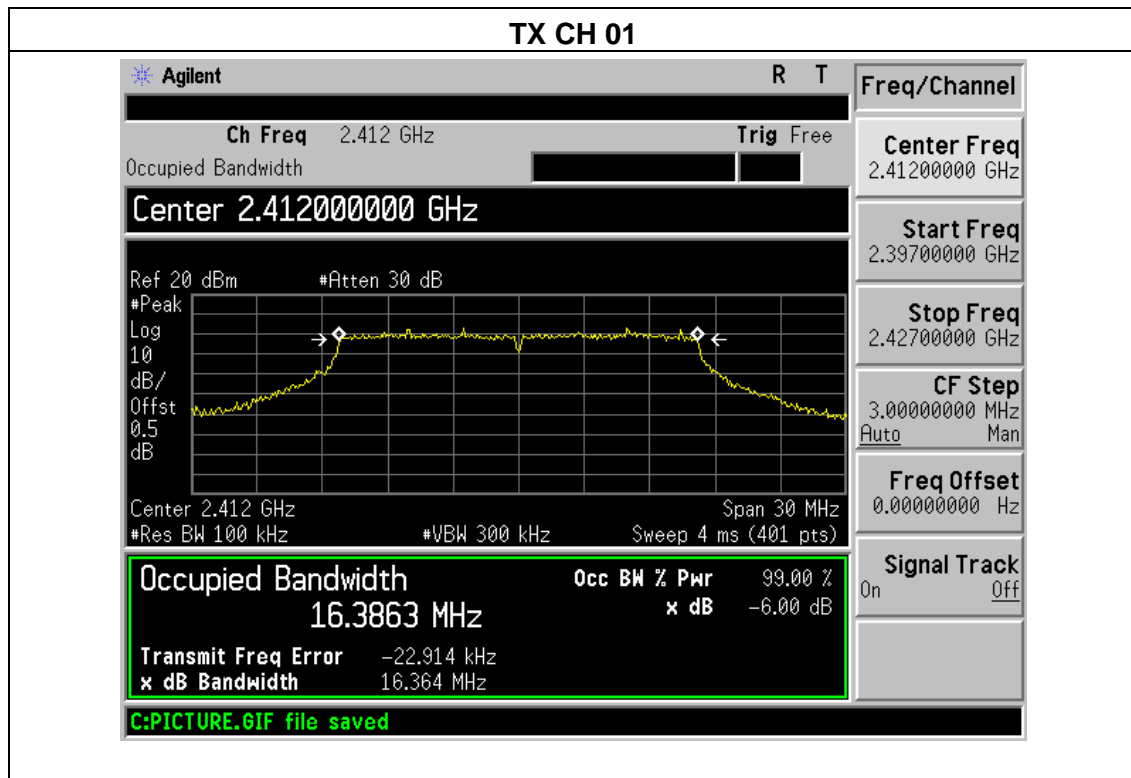 TX CH 01
Agilent R T
Freq/Channel
Ch Freq 2.412 GHz Trig Free
Occupied Bandwidth
Center 2.412000000 GHz
Ref 20 dBm #Atten 30 dB
#Peak
Log
10
dB/
Offst
0.5
dB
Center 2.412 GHz Span 30 MHz
#Res BW 100 kHz #VBW 300 kHz Sweep 4 ms (401 pts)
Occupied Bandwidth Occ BW % Pwr 99.00 %
16.3863 MHz x dB -6.00 dB
Transmit Freq Error -22.914 kHz
x dB Bandwidth 16.364 MHz
C:PICTURE.GIF file saved
Center Freq
2.41200000 GHz
Start Freq
2.39700000 GHz
Stop Freq
2.42700000 GHz
CF Step
3.00000000 MHz
Auto Man
Freq Offset
0.00000000 Hz
Signal Track
On Off